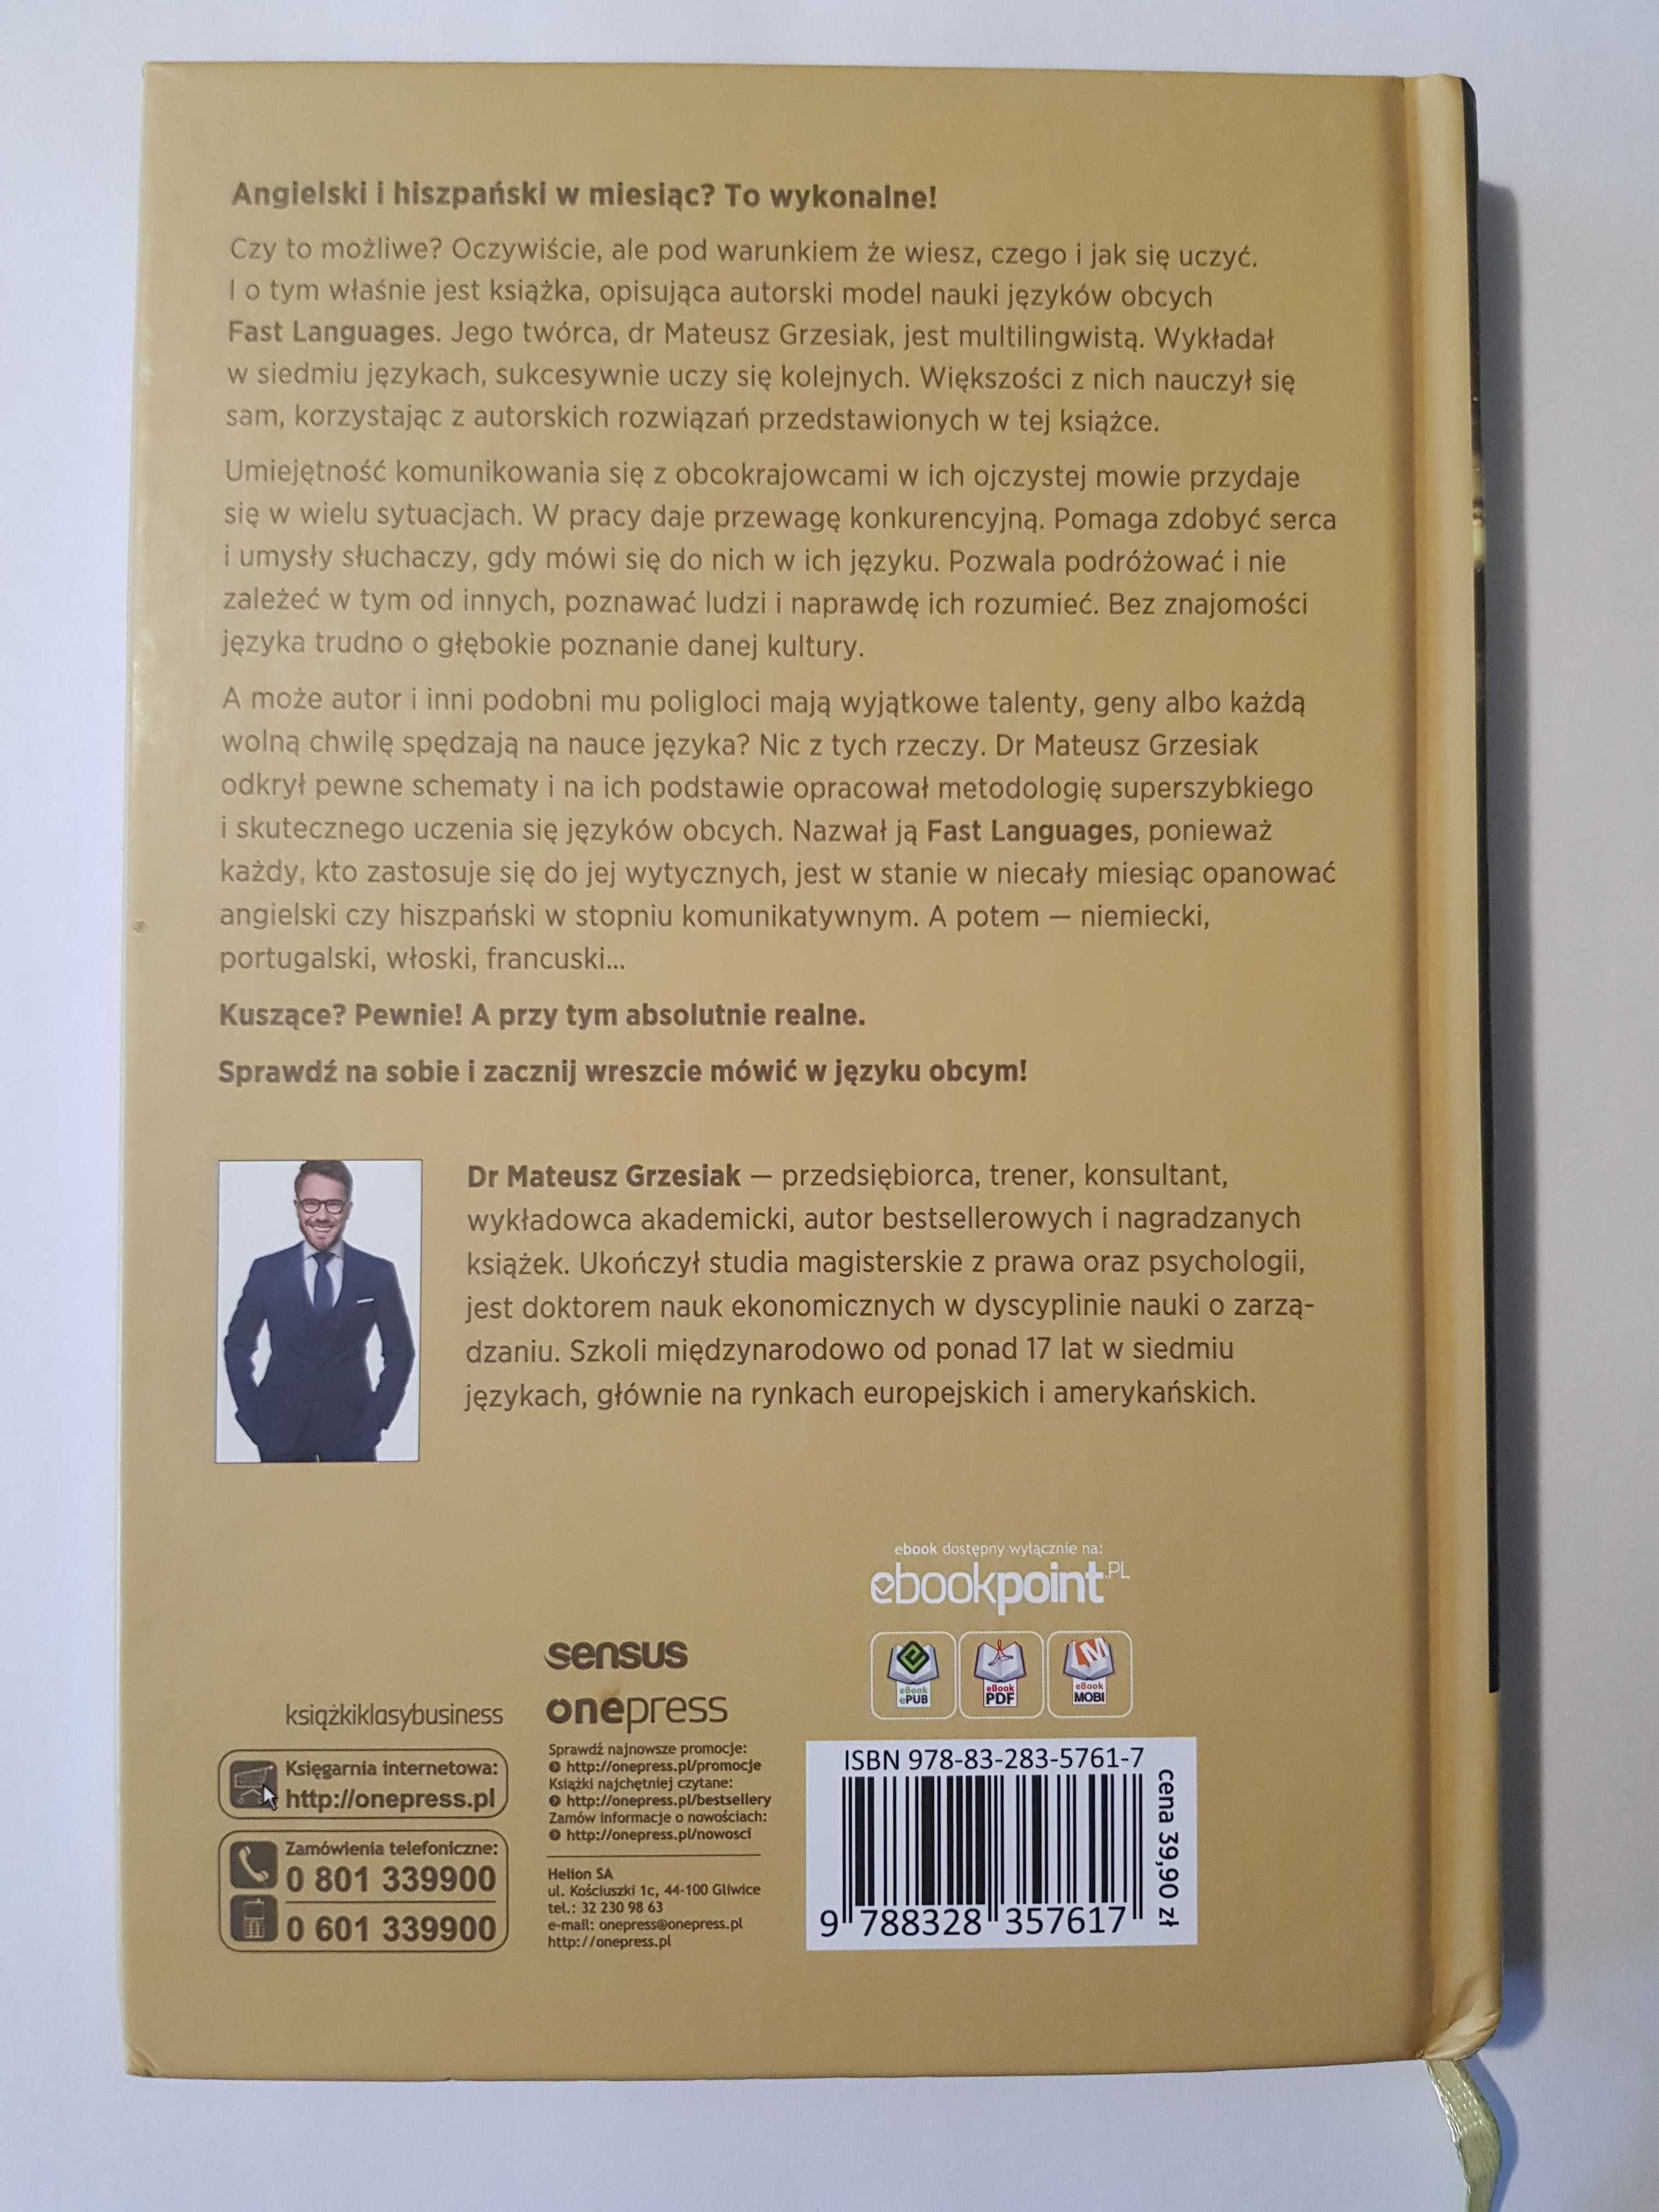 Angielski i hiszpański w miesiąc? To wykonalne!
Czy to możliwe? Oczywiście, ale pod warunkiem że wiesz, czego i jak się uczyć.
I o tym właśnie jest książka, opisująca autorski model nauki języków obcych
Fast Languages. Jego twórca, dr Mateusz Grzesiak, jest multilingwistą. Wykładał
w siedmiu językach, sukcesywnie uczy się kolejnych. Większości z nich nauczył się
sam, korzystając z autorskich rozwiązań przedstawionych w tej książce.
Umiejętność komunikowania się z obcokrajowcami w ich ojczystej mowie przydaje
się w wielu sytuacjach. W pracy daje przewagę konkurencyjną. Pomaga zdobyć serca
i umysły słuchaczy, gdy mówi się do nich w ich języku. Pozwala podróżować i nie
zależeć w tym od innych, poznawać ludzi i naprawdę ich rozumieć. Bez znajomości
języka trudno o głębokie poznanie danej kultury.
A może autor i inni podobni mu poligloci mają wyjątkowe talenty, geny albo każdą
wolną chwilę spędzają na nauce języka? Nic z tych rzeczy. Dr Mateusz Grzesiak
odkrył pewne schematy i na ich podstawie opracował metodologię superszybkiego
i skutecznego uczenia się języków obcych. Nazwał ją Fast Languages, ponieważ
każdy, kto zastosuje się do jej wytycznych, jest w stanie w niecały miesiąc opanować
angielski czy hiszpański w stopniu komunikatywnym. A potem — niemiecki,
portugalski, włoski, francuski...
Kuszące? Pewnie! A przy tym absolutnie realne.
Sprawdź na sobie i zacznij wreszcie mówić w języku obcym!
Dr Mateusz Grzesiak — przedsiębiorca, trener, konsultant,
wykładowca akademicki, autor bestsellerowych i nagradzanych
książek. Ukończył studia magisterskie z prawa oraz psychologii,
jest doktorem nauk ekonomicznych w dyscyplinie nauki o zarzą-
dzaniu. Szkoli międzynarodowo od ponad 17 lat w siedmiu
językach, głównie na rynkach europejskich i amerykańskich.
ebook dostępny wyłącznie na:
ebookpoint.PL
eBook
ePUB
eBook
PDF
eBook
MOBI
książkiklasybusiness
Księgarnia internetowa:
http://onepress.pl
Zamówienia telefoniczne:
0 801 339900
0 601 339900
sensus
onepress
Sprawdź najnowsze promocje:
http://onepress.pl/promocje
Książki najchętniej czytane:
http://onepress.pl/bestsellery
Zamów informacje o nowościach:
http://onepress.pl/nowosci
Helion SA
ul. Kościuszki 1c, 44-100 Gliwice
tel.: 32 230 98 63
e-mail: onepress@onepress.pl
http://onepress.pl
ISBN 978-83-283-5761-7
9 788328 357617
cena 39,90 zł